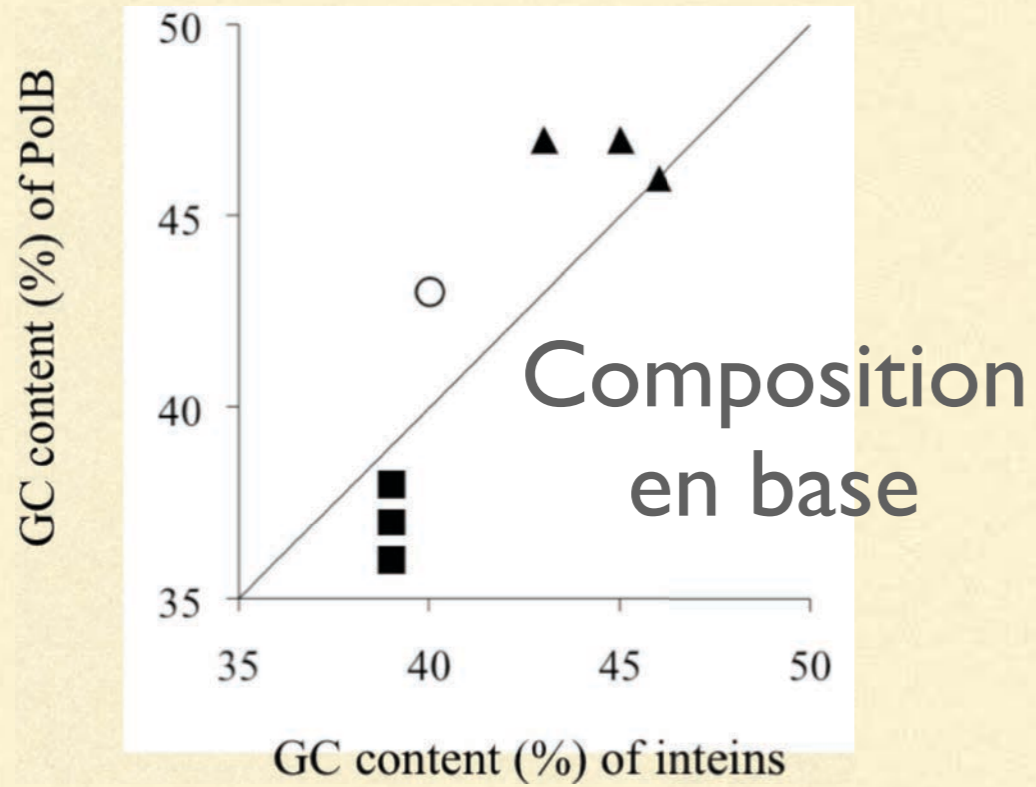 GC content (%) of PolB
50
45
40
35
Composition
en base
35 40 45 50
GC content (%) of inteins